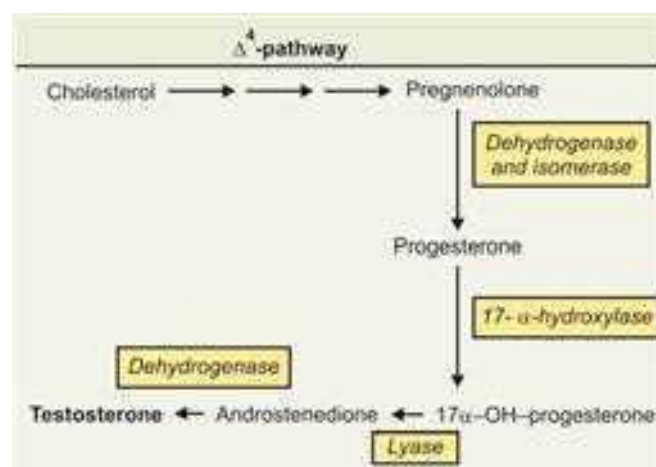 Δ⁴-pathway
Cholesterol → → → Pregnenolone
Dehydrogenase
and isomerase
Progesterone
17- α-hydroxylase
Dehydrogenase
Testosterone ← Androstenedione ← 17α–OH–progesterone
Lyase